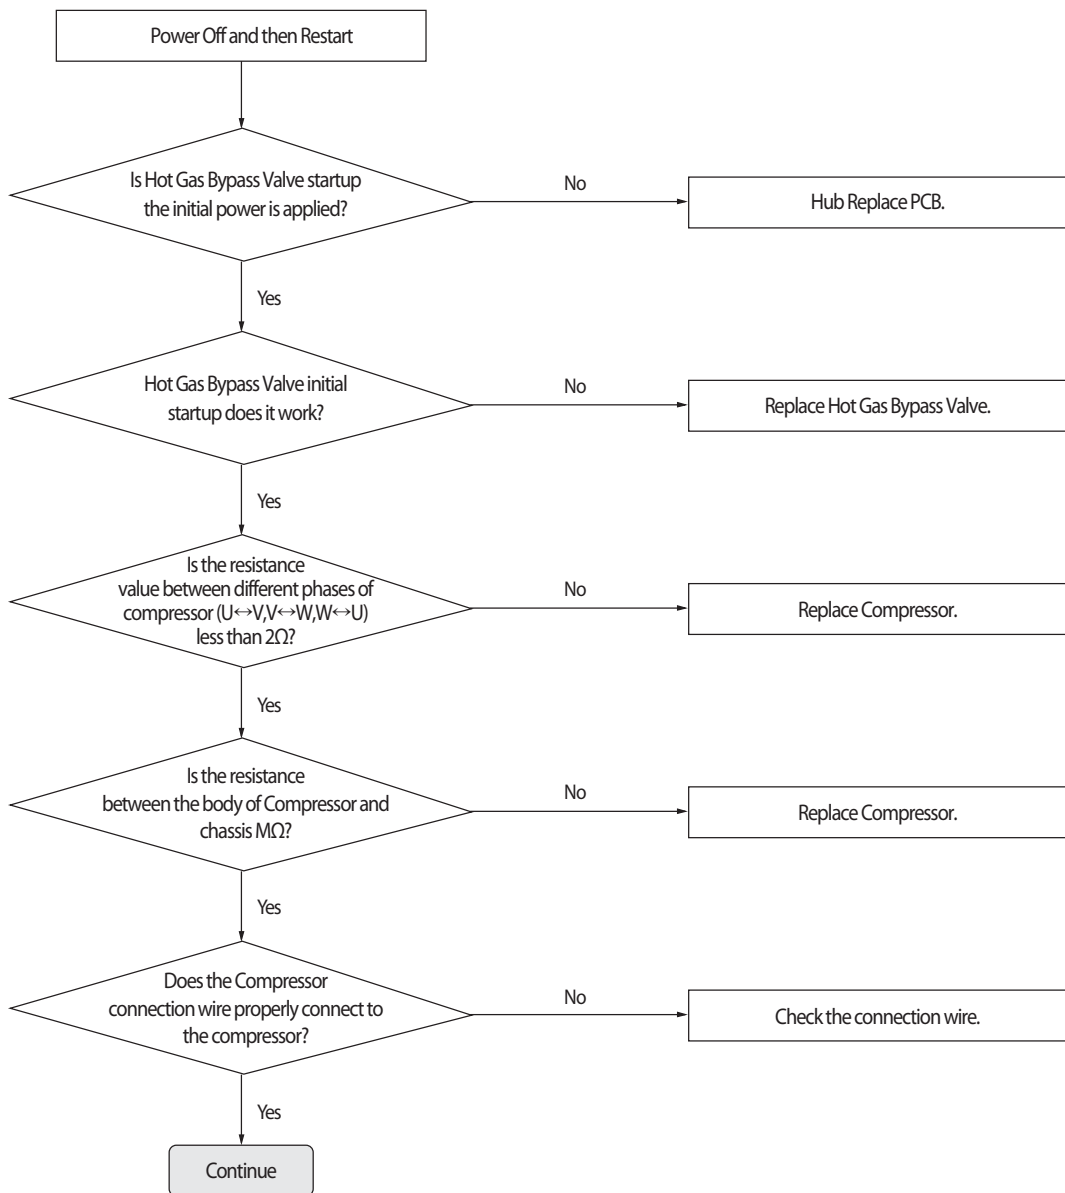 Power Off and then Restart
Is Hot Gas Bypass Valve startup
the initial power is applied?
No
Hub Replace PCB.
Yes
Hot Gas Bypass Valve initial
startup does it work?
No
Replace Hot Gas Bypass Valve.
Yes
Is the resistance
value between different phases of
compressor (U↔V,V↔W,W↔U)
less than 2Ω?
No
Replace Compressor.
Yes
Is the resistance
between the body of Compressor and
chassis MΩ?
No
Replace Compressor.
Yes
Does the Compressor
connection wire properly connect to
the compressor?
No
Check the connection wire.
Yes
Continue